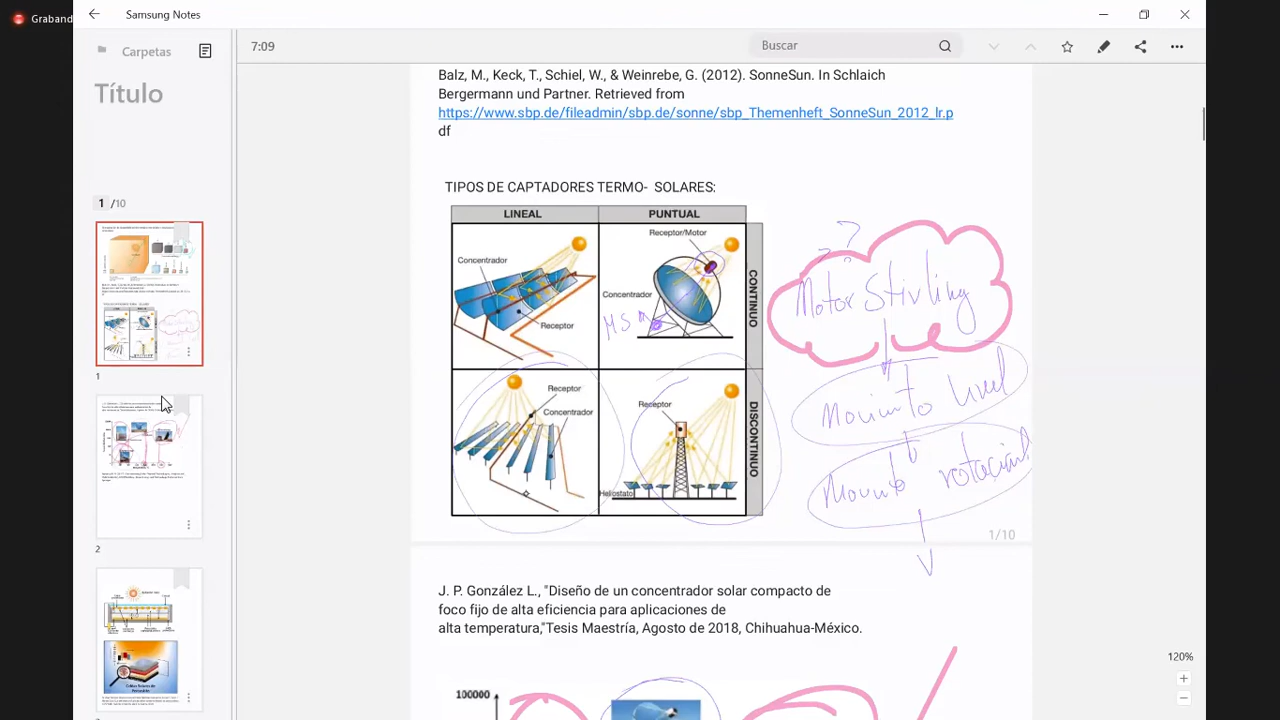 Graband
Samsung Notes
Carpetas
7:09
Buscar
Título
1 /10
1
2
Balz, M., Keck, T., Schiel, W., & Weinrebe, G. (2012). SonneSun. In Schlaich
Bergermann und Partner. Retrieved from
https://www.sbp.de/fileadmin/sbp.de/sonne/sbp_Themenheft_SonneSun_2012_lr.p
df
TIPOS DE CAPTADORES TERMO- SOLARES:
LINEAL
PUNTUAL
Concentrador
Receptor
Receptor/Motor
Concentrador
MS
CONTINUO
Receptor
Concentrador
Receptor
Heliostato
DISCONTINUO
Motor Stirling
1/10
J. P. González L., "Diseño de un concentrador solar compacto de
foco fijo de alta eficiencia para aplicaciones de
alta temperatura,"Tesis Maestría, Agosto de 2018, Chihuahua-México.
100000
120%